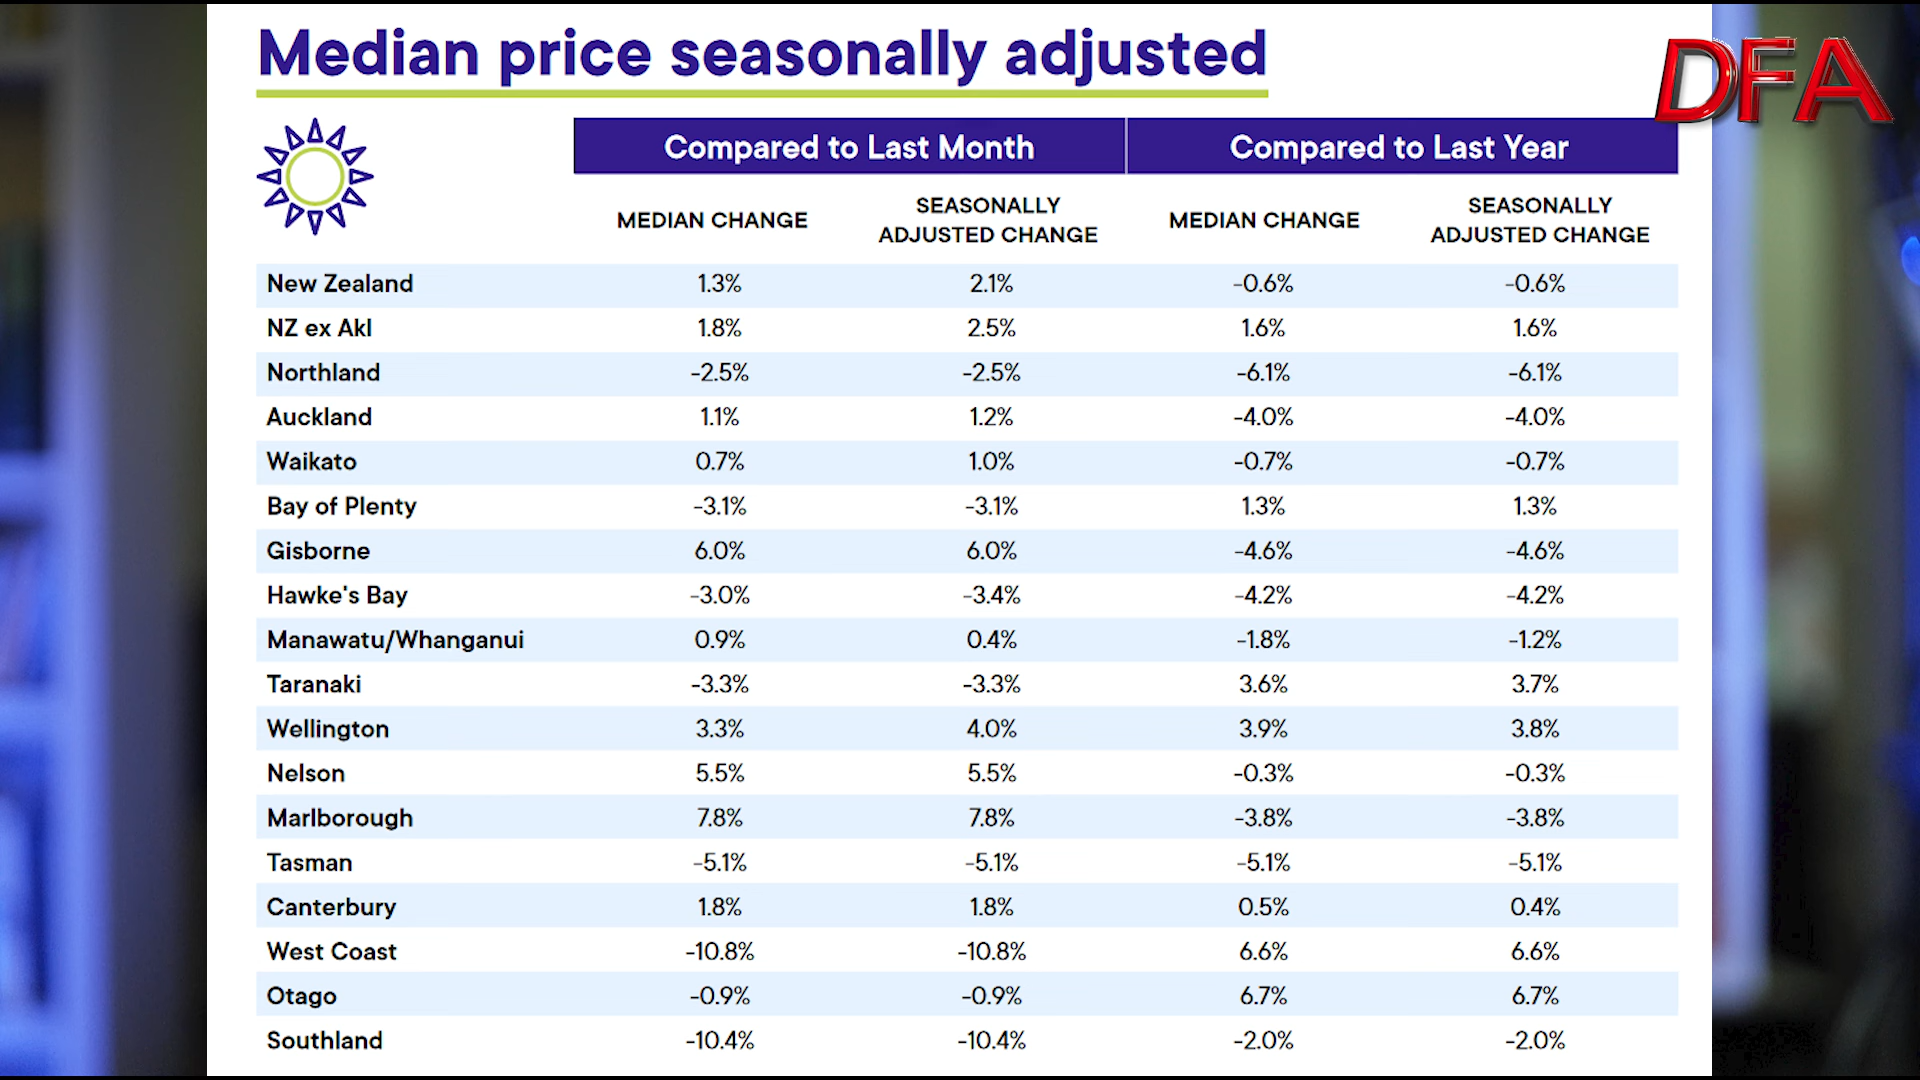 Median price seasonally adjusted
DFA
Compared to Last Month Compared to Last Year
MEDIAN CHANGE SEASONALLY ADJUSTED CHANGE MEDIAN CHANGE SEASONALLY ADJUSTED CHANGE
New Zealand 1.3% 2.1% -0.6% -0.6%
NZ ex Akl 1.8% 2.5% 1.6% 1.6%
Northland -2.5% -2.5% -6.1% -6.1%
Auckland 1.1% 1.2% -4.0% -4.0%
Waikato 0.7% 1.0% -0.7% -0.7%
Bay of Plenty -3.1% -3.1% 1.3% 1.3%
Gisborne 6.0% 6.0% -4.6% -4.6%
Hawke's Bay -3.0% -3.4% -4.2% -4.2%
Manawatu/Whanganui 0.9% 0.4% -1.8% -1.2%
Taranaki -3.3% -3.3% 3.6% 3.7%
Wellington 3.3% 4.0% 3.9% 3.8%
Nelson 5.5% 5.5% -0.3% -0.3%
Marlborough 7.8% 7.8% -3.8% -3.8%
Tasman -5.1% -5.1% -5.1% -5.1%
Canterbury 1.8% 1.8% 0.5% 0.4%
West Coast -10.8% -10.8% 6.6% 6.6%
Otago -0.9% -0.9% 6.7% 6.7%
Southland -10.4% -10.4% -2.0% -2.0%